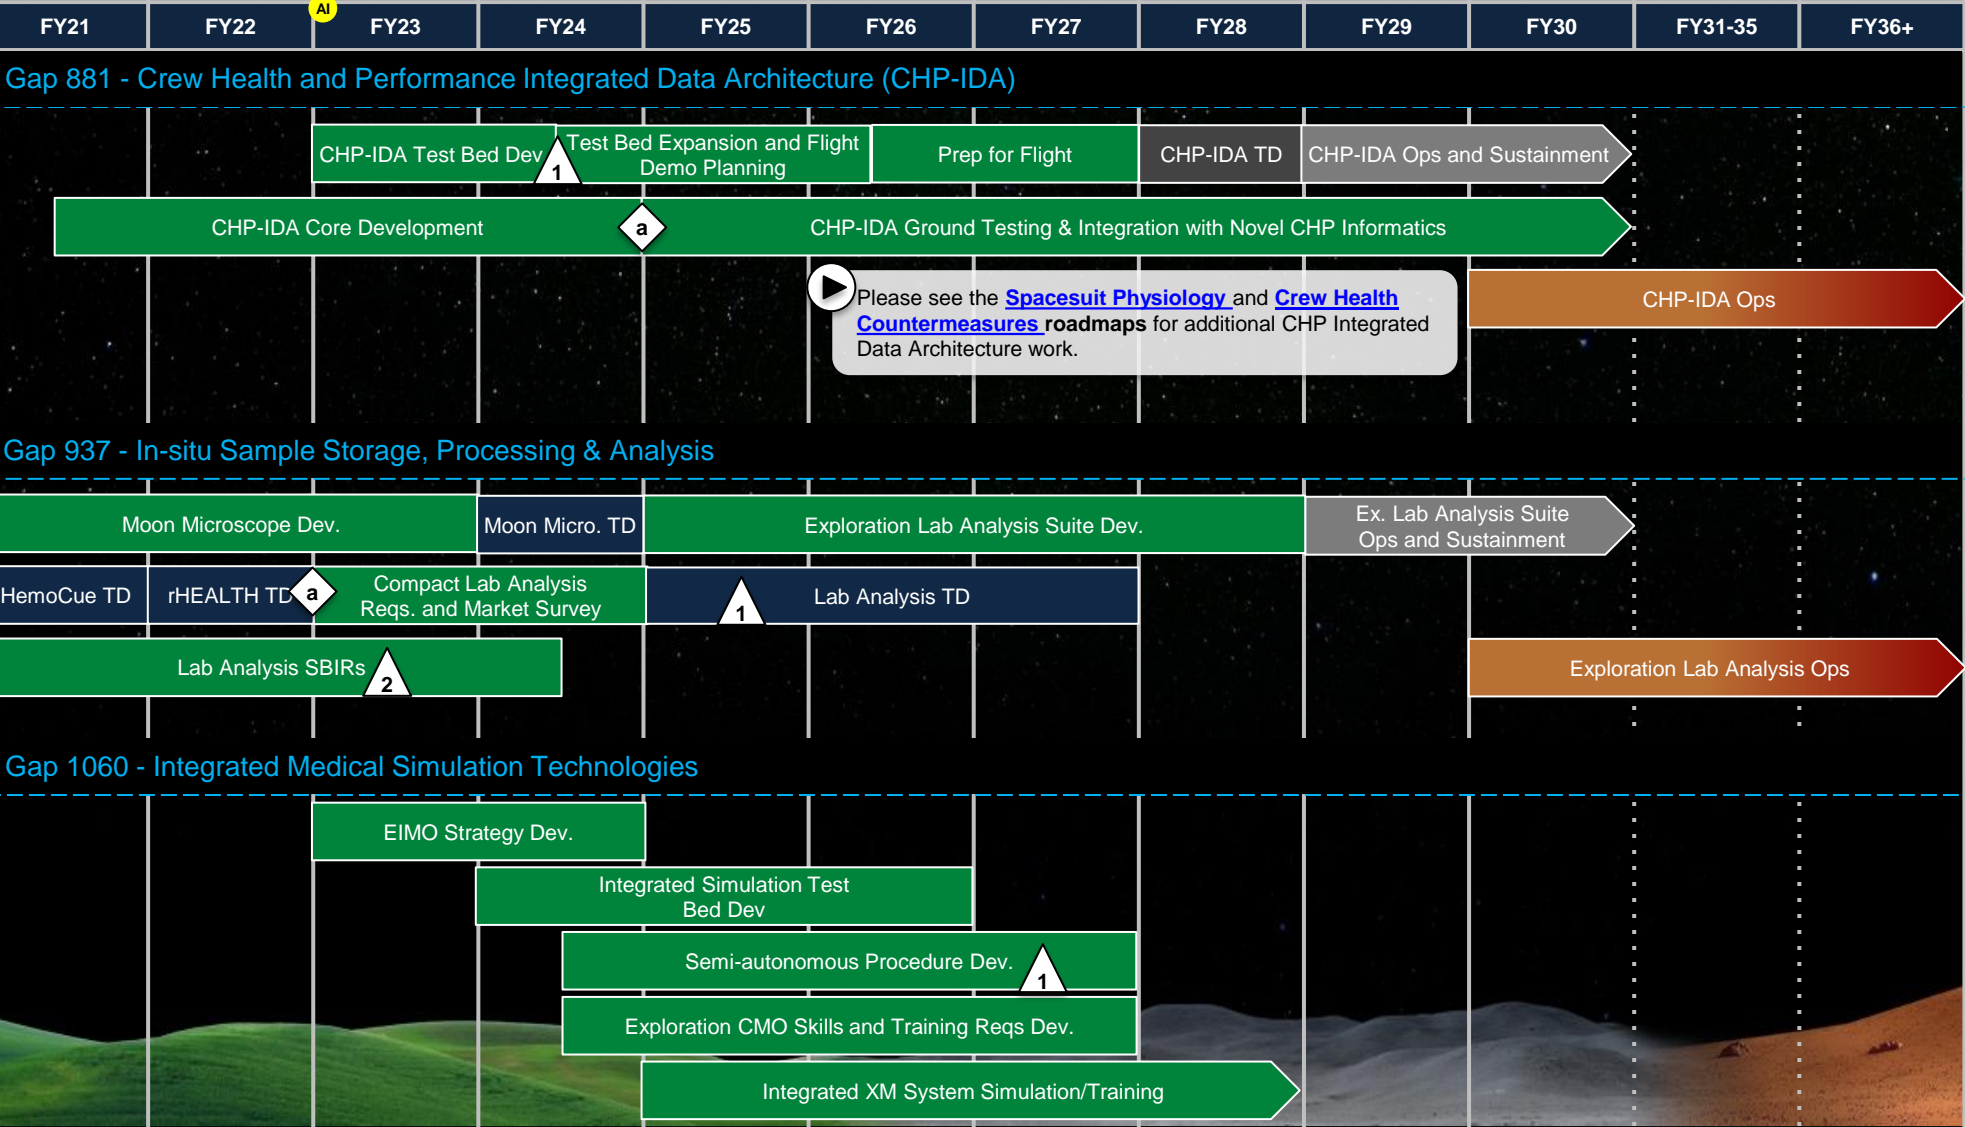 AI
FY21 FY22 FY23 FY24 FY25 FY26 FY27 FY28 FY29 FY30 FY31-35 FY36+
Gap 881 - Crew Health and Performance Integrated Data Architecture (CHP-IDA)
CHP-IDA Test Bed Dev
1
Test Bed Expansion and Flight
Demo Planning
Prep for Flight
CHP-IDA TD
CHP-IDA Ops and Sustainment
CHP-IDA Core Development
a
CHP-IDA Ground Testing & Integration with Novel CHP Informatics
Please see the Spacesuit Physiology and Crew Health
Countermeasures roadmaps for additional CHP Integrated
Data Architecture work.
CHP-IDA Ops
Gap 937 - In-situ Sample Storage, Processing & Analysis
Moon Microscope Dev.
Moon Micro. TD
Exploration Lab Analysis Suite Dev.
Ex. Lab Analysis Suite
Ops and Sustainment
HemoCue TD
rHEALTH TD
a
Compact Lab Analysis
Reqs. and Market Survey
1
Lab Analysis TD
Lab Analysis SBIRs
2
Exploration Lab Analysis Ops
Gap 1060 - Integrated Medical Simulation Technologies
EIMO Strategy Dev.
Integrated Simulation Test
Bed Dev
Semi-autonomous Procedure Dev.
1
Exploration CMO Skills and Training Reqs Dev.
Integrated XM System Simulation/Training